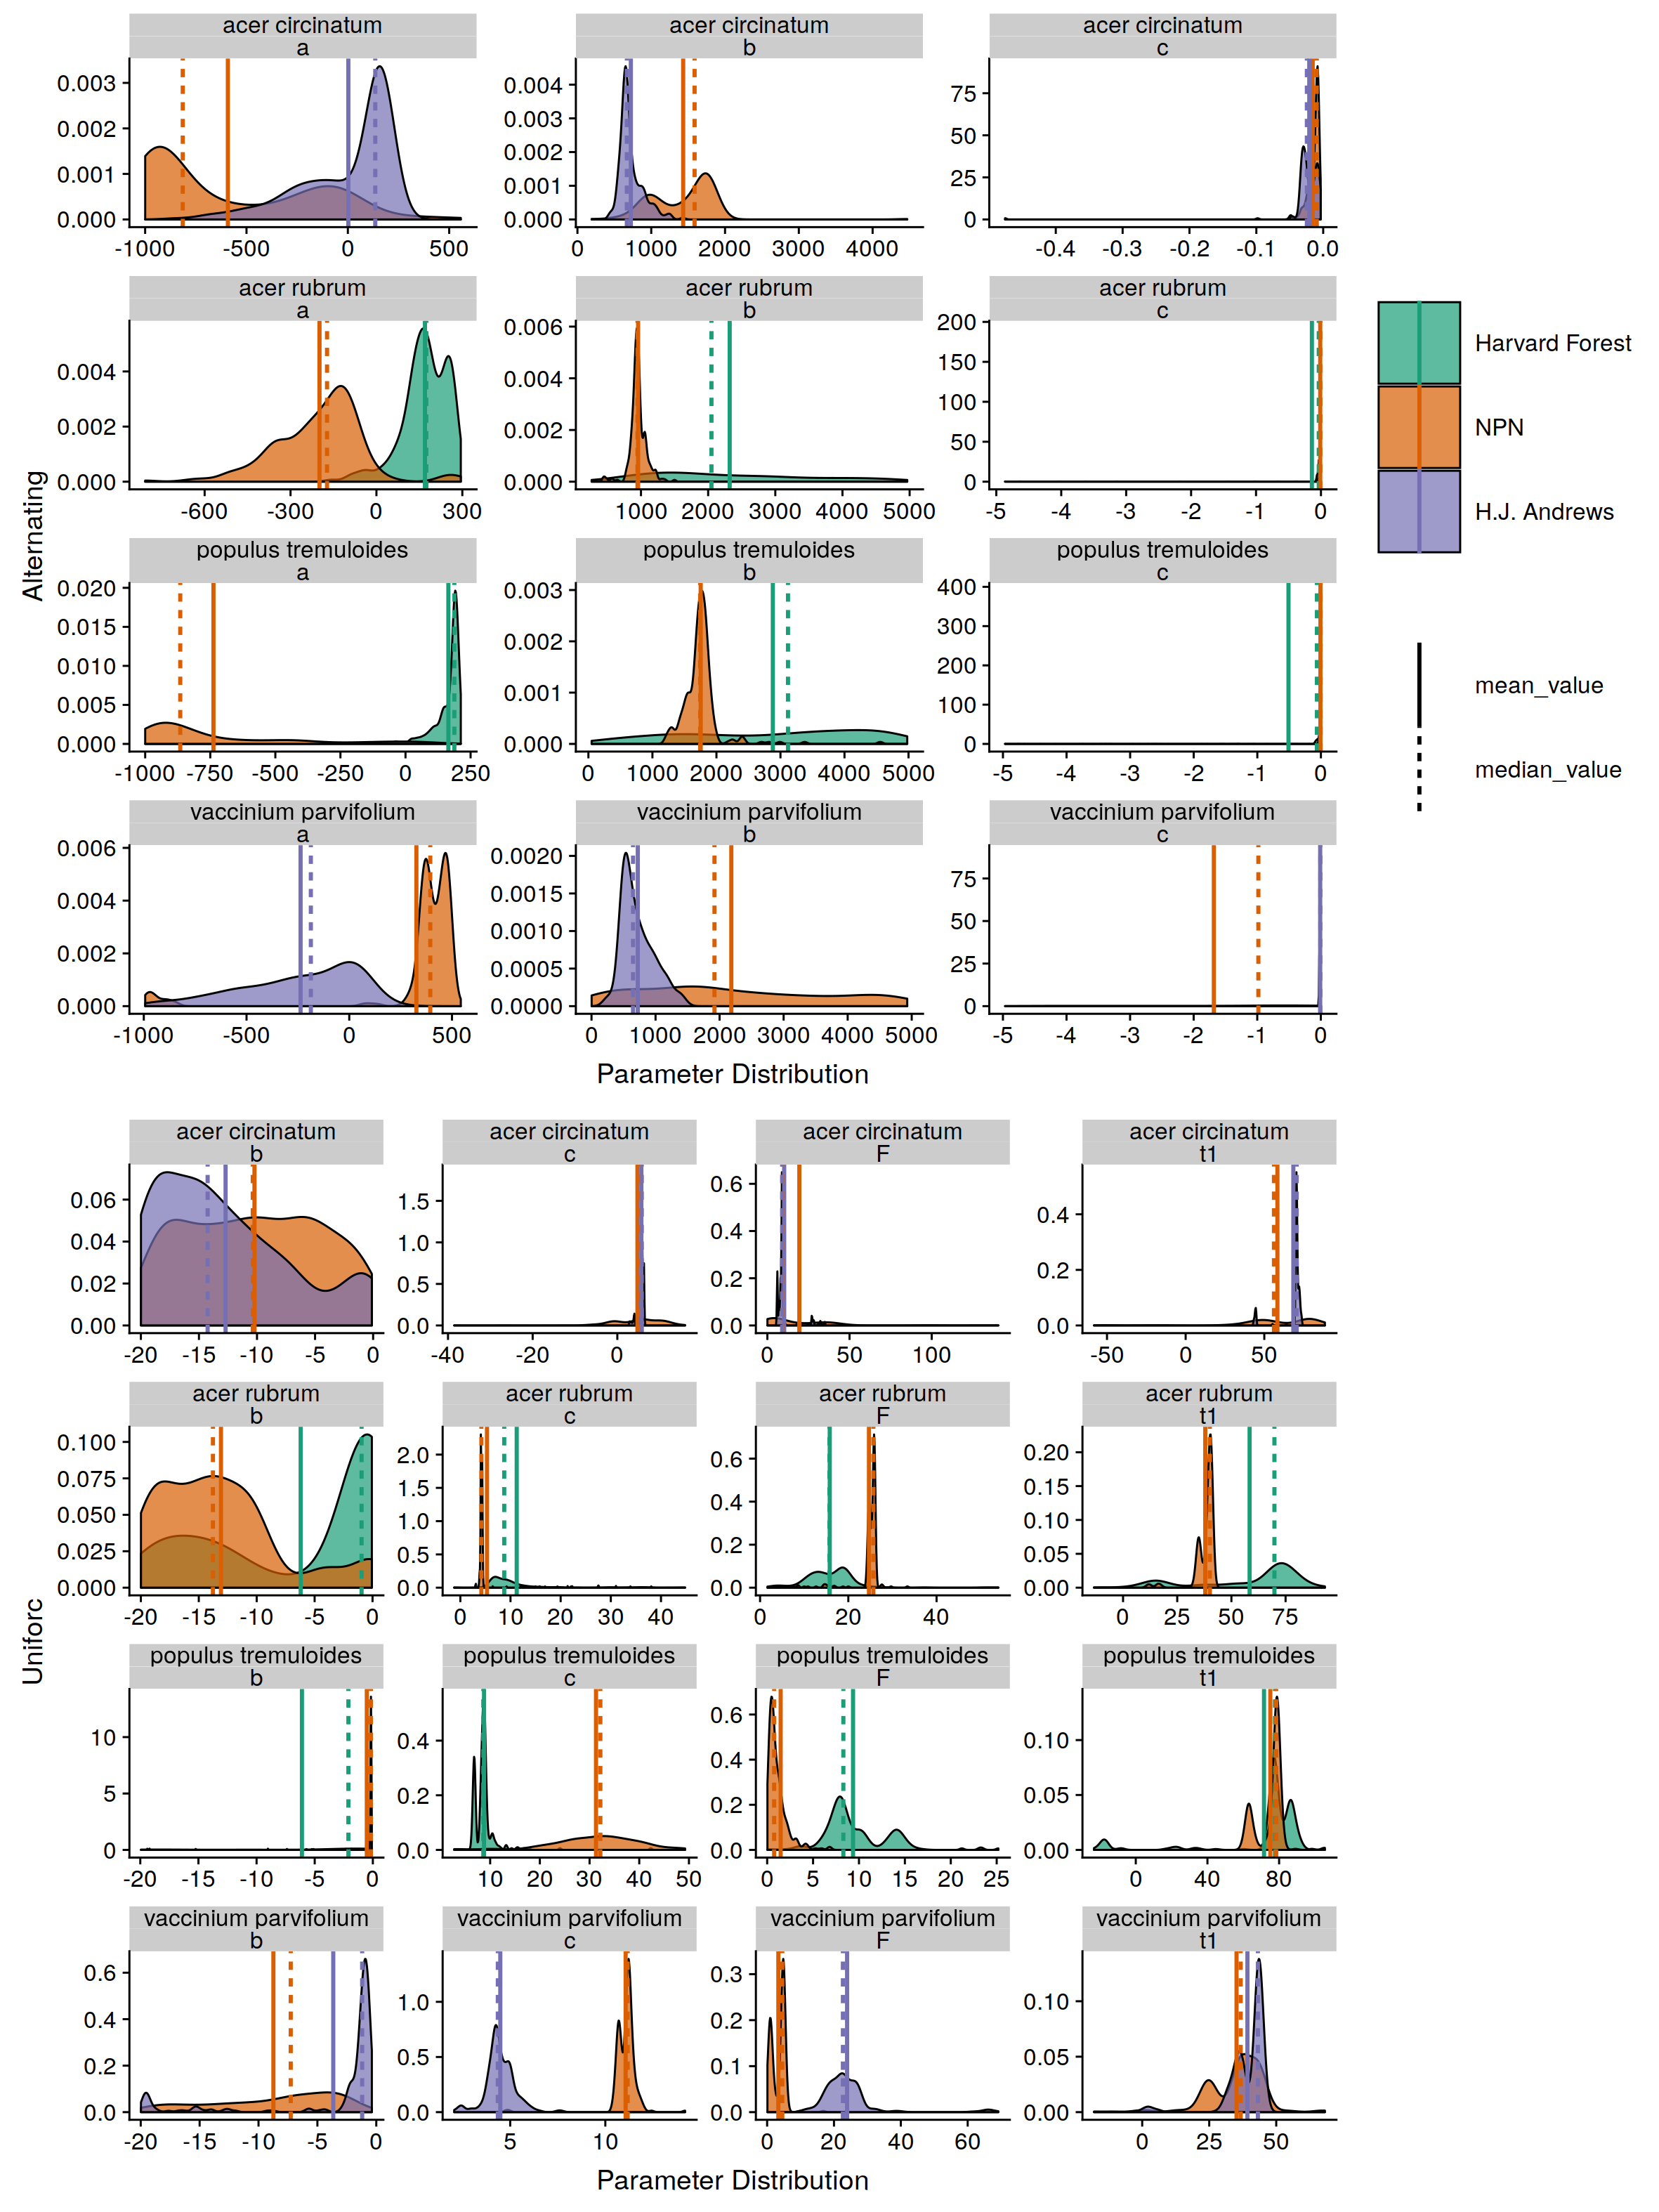 acer circinatum acer circinatum acer circinatum
a b c
0.003 0.004 75
0.002 0.003 50
0.001 0.002 25
0.000 0.001 0
0.000
-1000 -500 0 500 0 1000 2000 3000 4000 -0.4 -0.3 -0.2 -0.1 0.0
acer rubrum acer rubrum acer rubrum
a b c
0.004 0.006 200
0.002 0.004 150
0.000 0.002 100
0.000 50
0
-600 -300 0 300 1000 2000 3000 4000 5000 -5 -4 -3 -2 -1 0
populus tremuloides populus tremuloides populus tremuloides
a b c
0.020 0.003 400
0.015 0.002 300
0.010 0.001 200
0.005 0.000 100
0.000 0
-1000 -750 -500 -250 0 250 0 1000 2000 3000 4000 5000 -5 -4 -3 -2 -1 0
vaccinium parvifolium vaccinium parvifolium vaccinium parvifolium
a b c
0.006 0.0020 75
0.004 0.0015 50
0.002 0.0010 25
0.000 0.0005 0
0.0000
-1000 -500 0 500 0 1000 2000 3000 4000 5000 -5 -4 -3 -2 -1 0
Alternating
Parameter Distribution
Harvard Forest
NPN
H.J. Andrews
mean_value
median_value
acer circinatum acer circinatum acer circinatum acer circinatum
b c F t1
0.06 1.5 0.6 0.4
0.04 1.0 0.4 0.2
0.02 0.5 0.2 0.0
0.00 0.0 0.0
-20 -15 -10 -5 0 -40 -20 0 0 50 100 -50 0 50
acer rubrum acer rubrum acer rubrum acer rubrum
b c F t1
0.100 2.0 0.6 0.20
0.075 1.5 0.4 0.15
0.050 1.0 0.2 0.10
0.025 0.5 0.0 0.05
0.000 0.0 0.00
-20 -15 -10 -5 0 0 10 20 30 40 0 20 40 0 25 50 75
populus tremuloides populus tremuloides populus tremuloides populus tremuloides
b c F t1
10 0.4 0.6 0.10
5 0.2 0.4 0.05
0 0.0 0.2 0.00
0.0
-20 -15 -10 -5 0 10 20 30 40 50 0 5 10 15 20 25 0 40 80
vaccinium parvifolium vaccinium parvifolium vaccinium parvifolium vaccinium parvifolium
b c F t1
0.6 1.0 0.3 0.10
0.4 0.5 0.2 0.05
0.2 0.0 0.1 0.00
0.0 0.0
-20 -15 -10 -5 0 5 10 0 20 40 60 0 25 50
Uniforc
Parameter Distribution